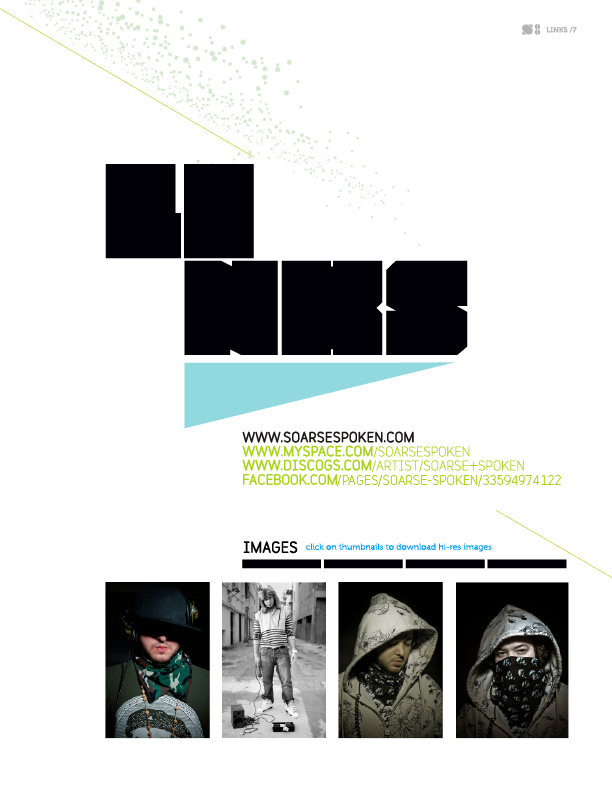 LINKS /7
LI
NKS
WWW.SOARSESPOKEN.COM
WWW.MYSPACE.COM/SOARSESPOKEN
WWW.DISCOGS.COM/ARTIST/SOARSE+SPOKEN
FACEBOOK.COM/PAGES/SOARSE-SPOKEN/33594974122
IMAGES click on thumbnails to download hi-res images